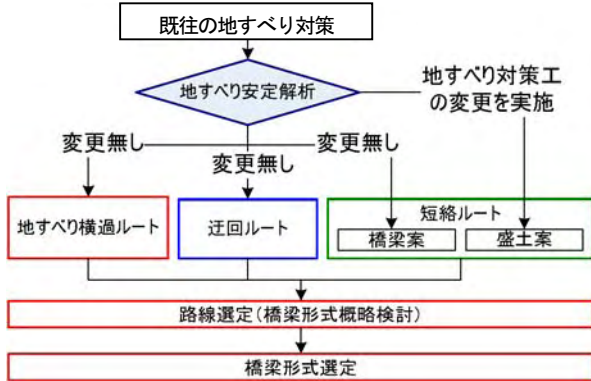 既往の地すべり対策
地すべり安定解析
地すべり対策工
の変更を実施
変更無し
変更無し
変更無し
地すべり横過ルート
迂回ルート
短絡ルート
橋梁案
盛土案
路線選定(橋梁形式概略検討)
橋梁形式選定